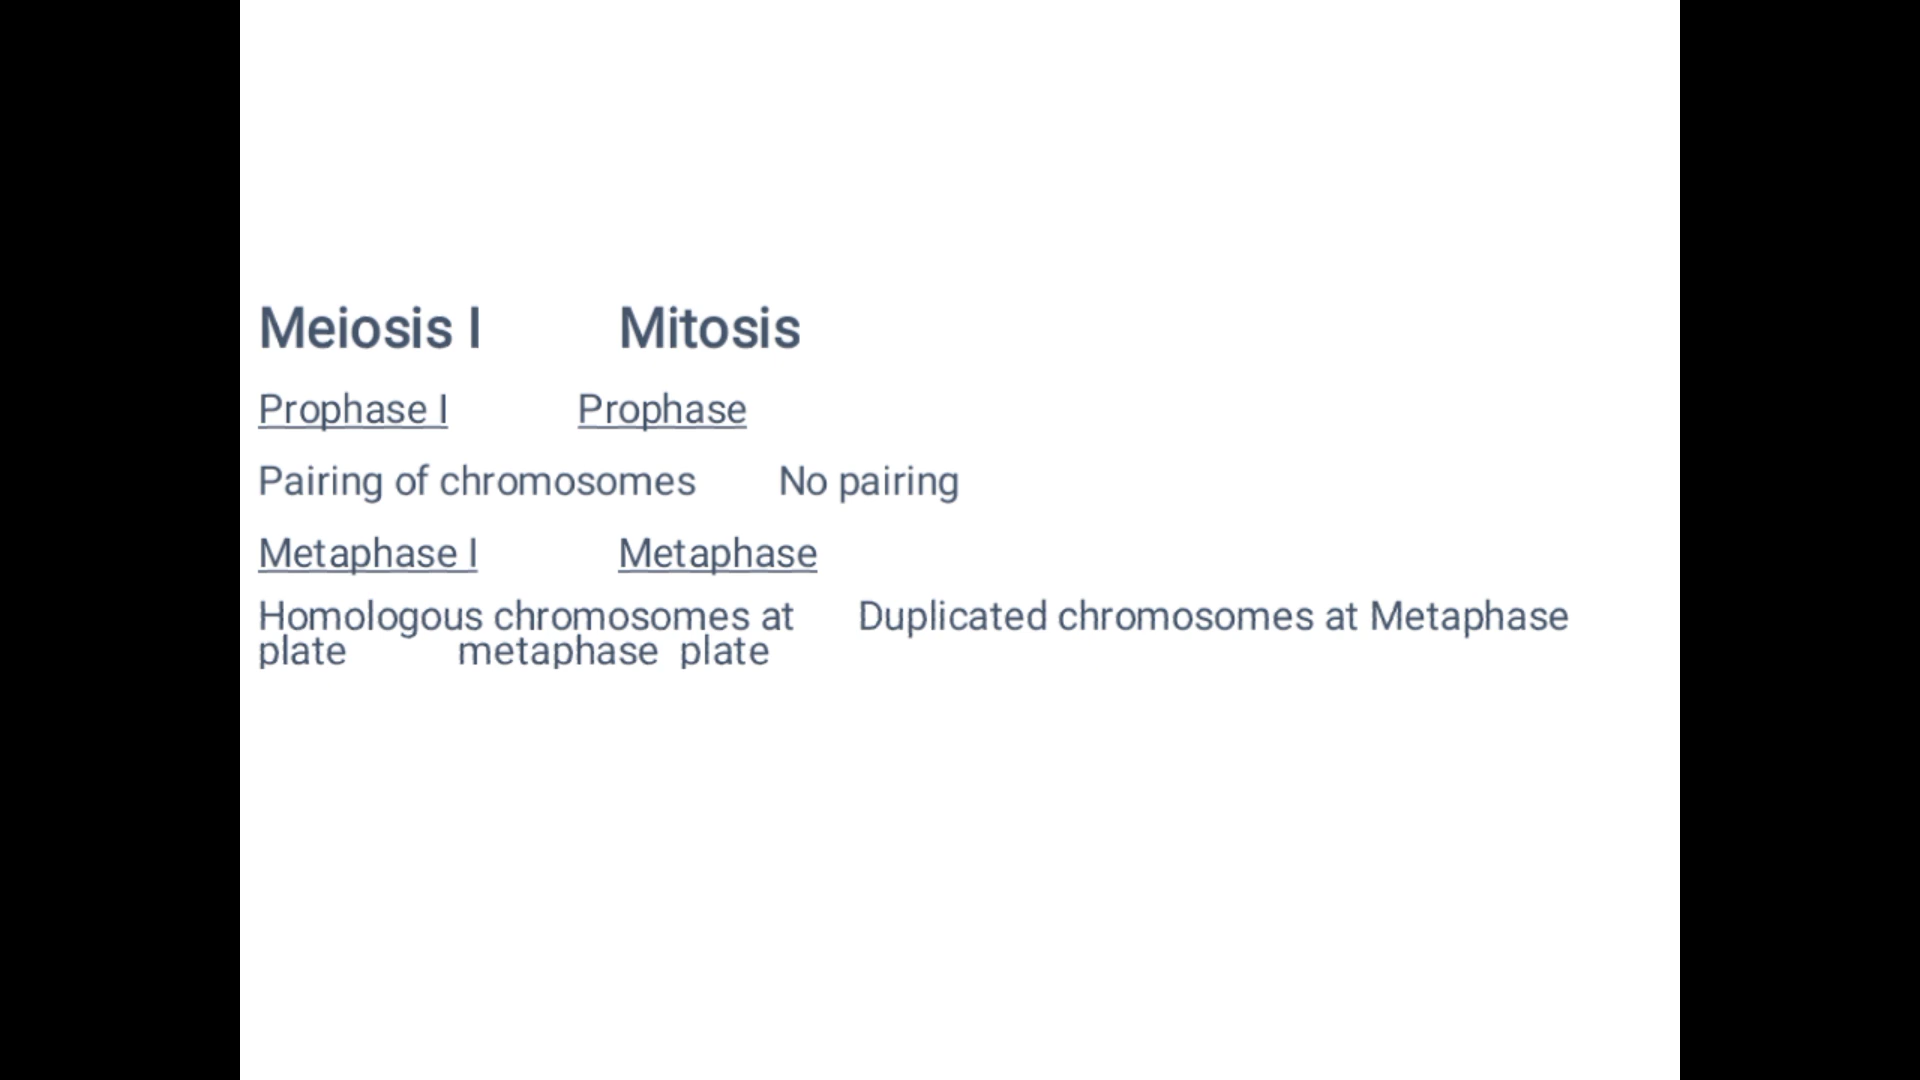 Meiosis I Mitosis
Prophase I Prophase
Pairing of chromosomes No pairing
Metaphase I Metaphase
Homologous chromosomes at Duplicated chromosomes at Metaphase
plate metaphase plate